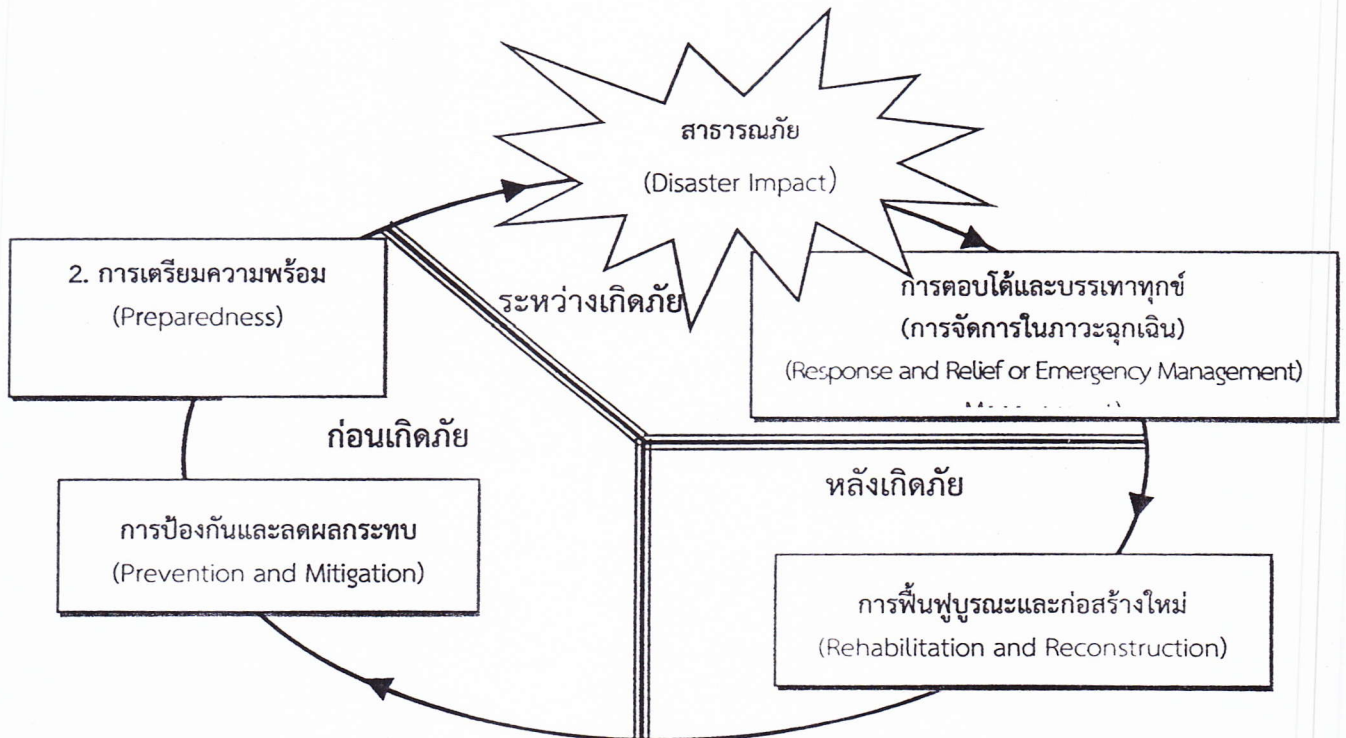 สาธารณภัย
(Disaster Impact)
2. การเตรียมความพร้อม
(Preparedness)
ระหว่างเกิดภัย
การตอบโต้และบรรเทาทุกข์
(การจัดการในภาวะฉุกเฉิน)
(Response and Relief or Emergency Management)
ก่อนเกิดภัย
หลังเกิดภัย
การป้องกันและลดผลกระทบ
(Prevention and Mitigation)
การฟื้นฟูบูรณะและก่อสร้างใหม่
(Rehabilitation and Reconstruction)